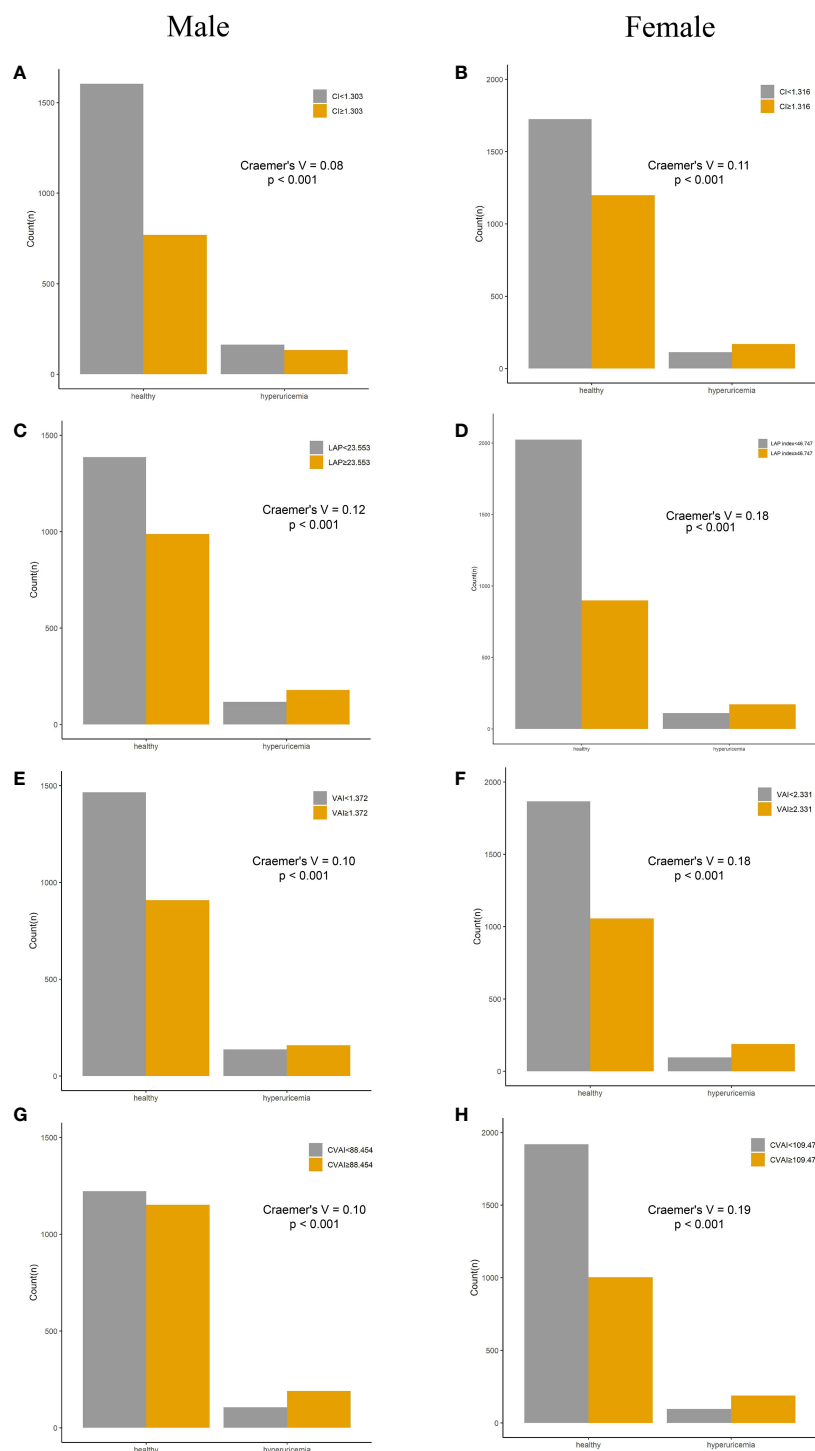 Male
Female
A
1500
1000
500
0
Count(n)
CI<1.303
CI≥1.303
Craemer's V = 0.08
p < 0.001
healthy
hyperuricemia
B
2000
1500
1000
500
0
Count(n)
CI<1.316
CI≥1.316
Craemer's V = 0.11
p < 0.001
healthy
hyperuricemia
C
1500
1000
500
0
Count(n)
LAP<23.553
LAP≥23.553
Craemer's V = 0.12
p < 0.001
healthy
hyperuricemia
D
2000
1500
1000
500
0
Count(n)
LAP index<46.747
LAP index≥46.747
Craemer's V = 0.18
p < 0.001
healthy
hyperuricemia
E
1500
1000
500
0
Count(n)
VAI<1.372
VAI≥1.372
Craemer's V = 0.10
p < 0.001
healthy
hyperuricemia
F
2000
1500
1000
500
0
Count(n)
VAI<2.331
VAI≥2.331
Craemer's V = 0.18
p < 0.001
healthy
hyperuricemia
G
1500
1000
500
0
Count(n)
CVAI<88.454
CVAI≥88.454
Craemer's V = 0.10
p < 0.001
healthy
hyperuricemia
H
2000
1500
1000
500
0
Count(n)
CVAI<109.47
CVAI≥109.47
Craemer's V = 0.19
p < 0.001
healthy
hyperuricemia